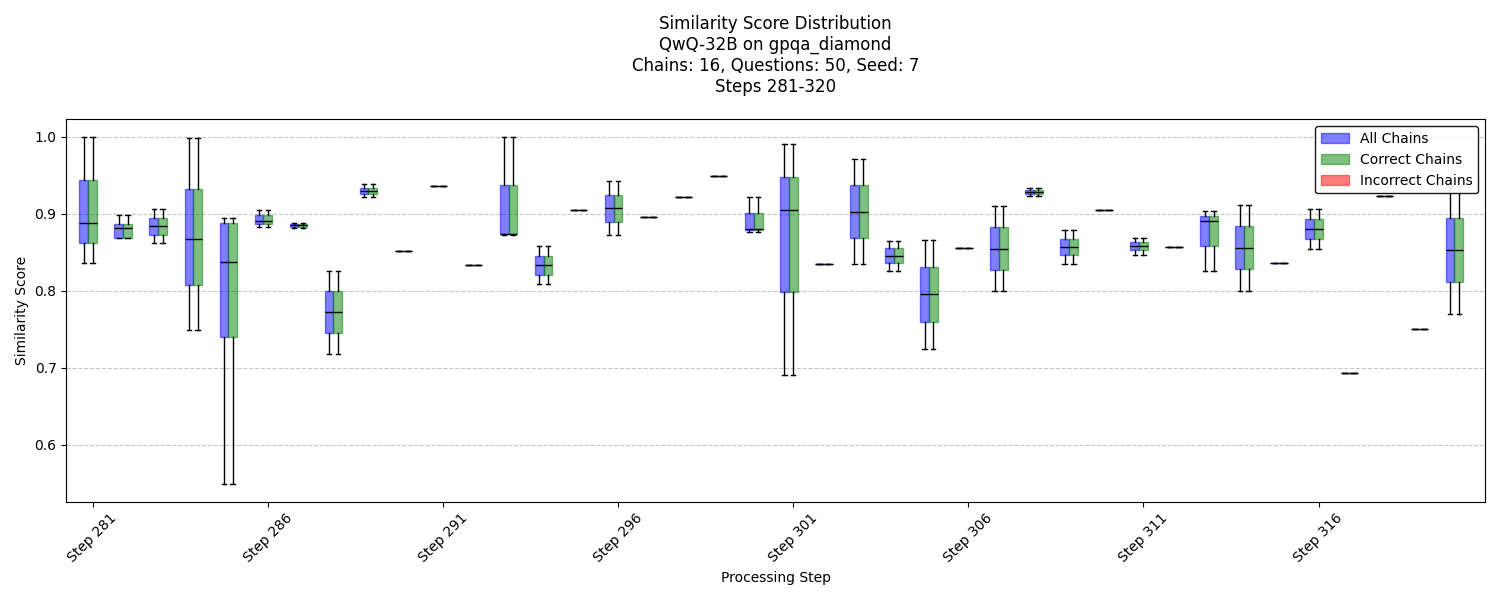 Similarity Score Distribution
QwQ-32B on gpqa_diamond
Chains: 16, Questions: 50, Seed: 7
Steps 281-320
All Chains
Correct Chains
Incorrect Chains
Similarity Score
1.0
0.9
0.8
0.7
0.6
Step 281
Step 286
Step 291
Step 296
Step 301
Step 306
Step 311
Step 316
Processing Step